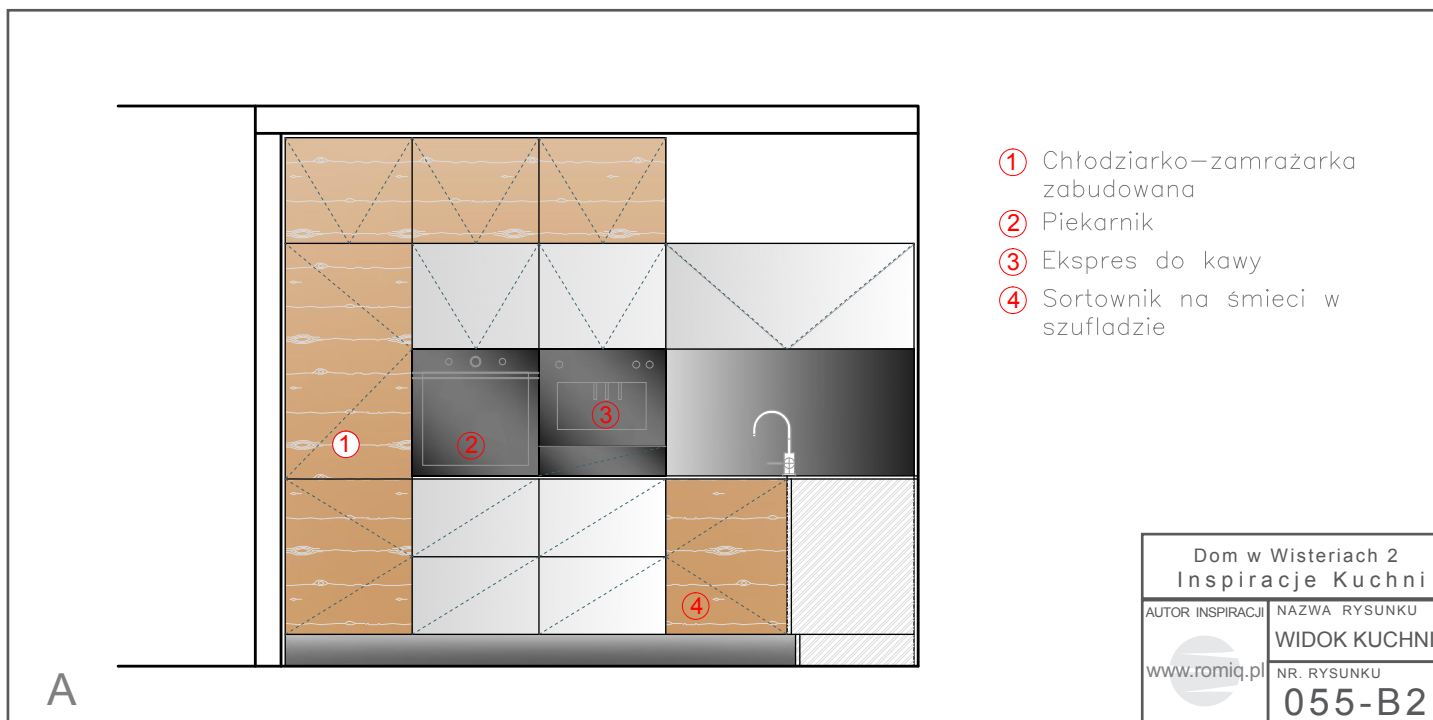 1 Chłodziarko-zamrażarka
zabudowana
2 Piekarnik
3 Ekspres do kawy
4 Sortownik na śmieci w
szufladzie
1
2
3
4
A
Dom w Wisteriach 2
Inspiracje Kuchni
AUTOR INSPIRACJI
www.romiq.pl
NAZWA RYSUNKU
WIDOK KUCHNI
NR. RYSUNKU
055-B2